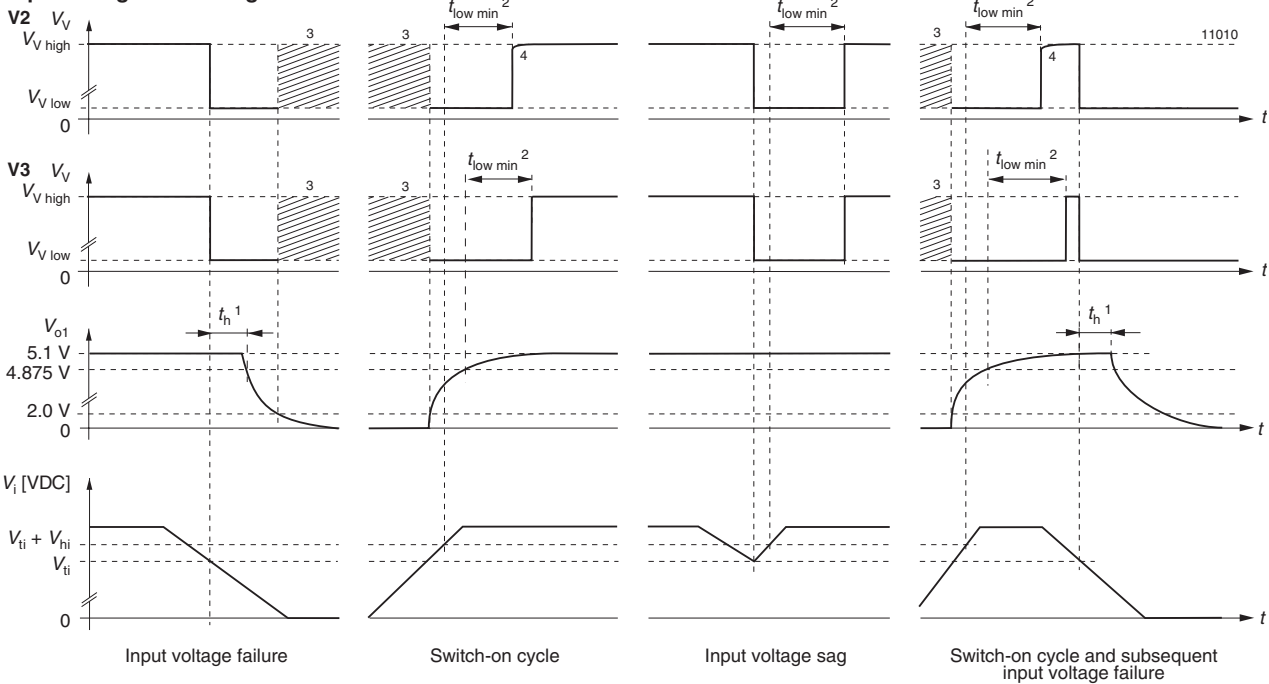 V2
V_V
V_V high
V_V low
0
3
3
t_low min 2
4
t_low min 2
3
t_low min 2
4
11010
t
V3
V_V
V_V high
V_V low
0
3
3
t_low min 2
3
t_low min 2
t
V_o1
5.1 V
4.875 V
2.0 V
0
t_h 1
t_h 1
t
V_i [VDC]
V_ti + V_hi
V_ti
0
t
Input voltage failure
Switch-on cycle
Input voltage sag
Switch-on cycle and subsequent
input voltage failure